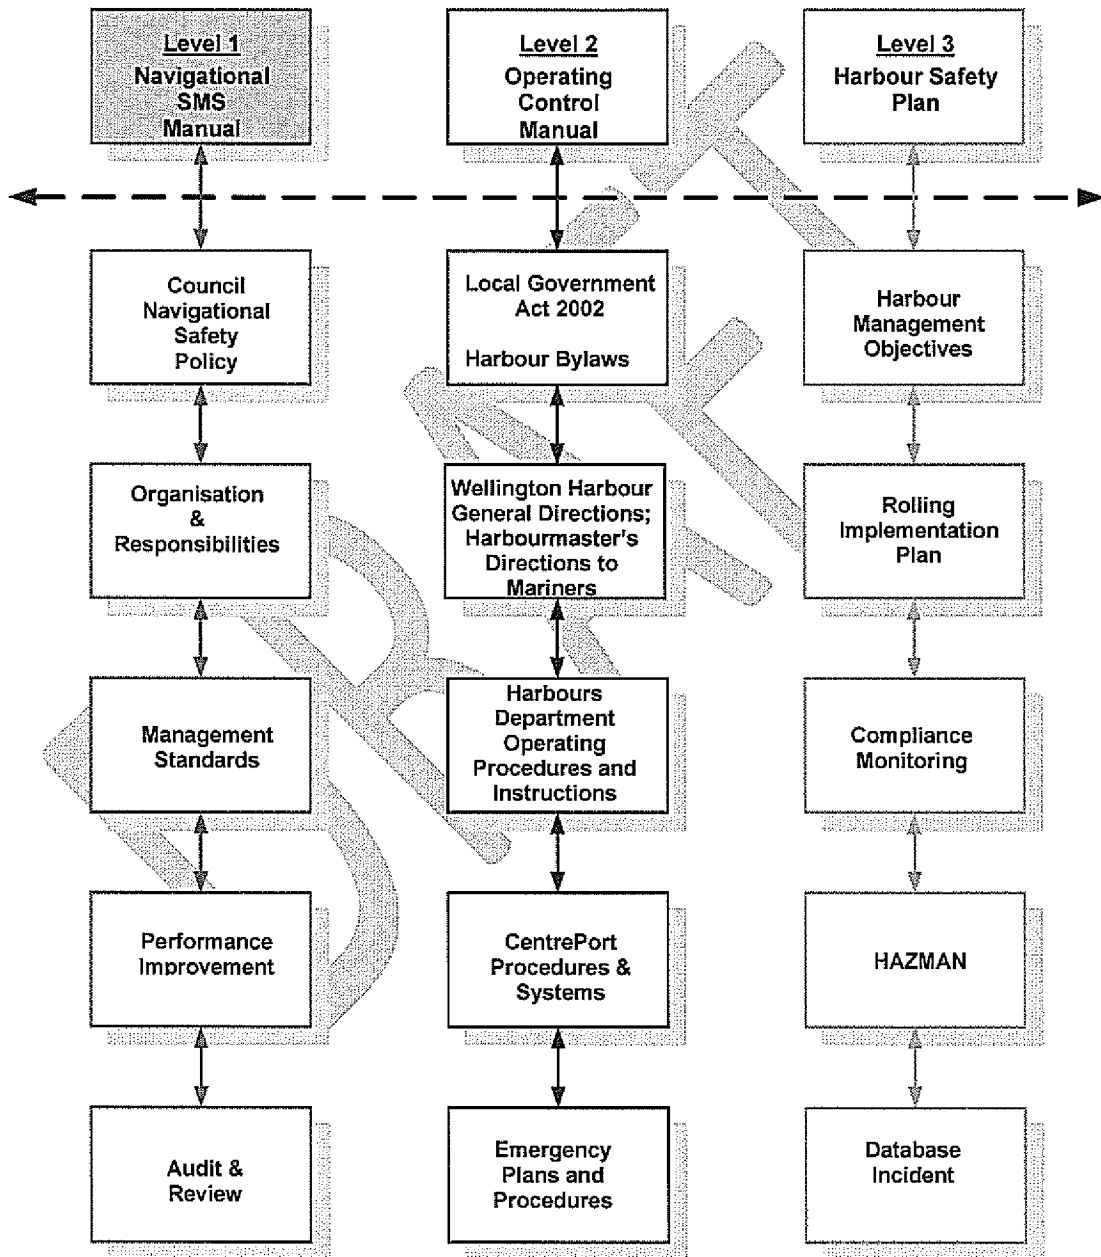 Level 1
Navigational
SMS
Manual
Level 2
Operating
Control
Manual
Level 3
Harbour Safety
Plan
Council
Navigational
Safety
Policy
Local Government
Act 2002
Harbour Bylaws
Harbour
Management
Objectives
Organisation
&
Responsibilities
Wellington Harbour
General Directions;
Harbourmaster's
Directions to
Mariners
Rolling
Implementation
Plan
Management
Standards
Harbours
Department
Operating
Procedures and
Instructions
Compliance
Monitoring
Performance
Improvement
CentrePort
Procedures &
Systems
HAZMAN
Audit &
Review
Emergency
Plans and
Procedures
Database
Incident
DRAFT